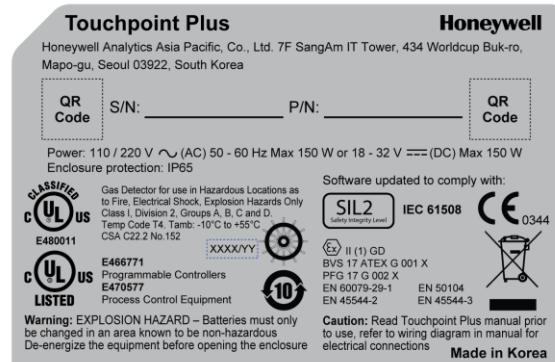 Touchpoint Plus
Honeywell
Honeywell Analytics Asia Pacific, Co., Ltd. 7F SangAm IT Tower, 434 Worldcup Buk-ro,
Mapo-gu, Seoul 03922, South Korea
QR
Code
S/N:
P/N:
QR
Code
Power: 110 / 220 V ∿ (AC) 50 - 60 Hz Max 150 W or 18 - 32 V ⎓ (DC) Max 150 W
Enclosure protection: IP65
CLASSIFIED
C UL US
E480011
Gas Detector for use in Hazardous Locations as
to Fire, Electrical Shock, Explosion Hazards Only
Class I, Division 2, Groups A, B, C and D.
Temp Code T4. Tamb: -10°C to +55°C
CSA C22.2 No.152
XXXX/YY
C UL US
LISTED
E466771
Programmable Controllers
E470577
Process Control Equipment
10
Warning: EXPLOSION HAZARD – Batteries must only
be changed in an area known to be non-hazardous
De-energize the equipment before opening the enclosure
Software updated to comply with:
SIL2
Safety Integrity Level
IEC 61508
CE 0344
Ex II (1) GD
BVS 17 ATEX G 001 X
PFG 17 G 002 X
EN 60079-29-1 EN 50104
EN 45544-2 EN 45544-3
Caution: Read Touchpoint Plus manual prior
to use, refer to wiring diagram in manual for
electrical connections
Made in Korea